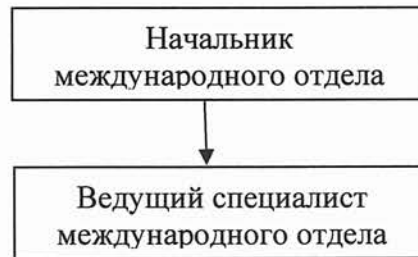 Начальник
международного отдела
Ведущий специалист
международного отдела